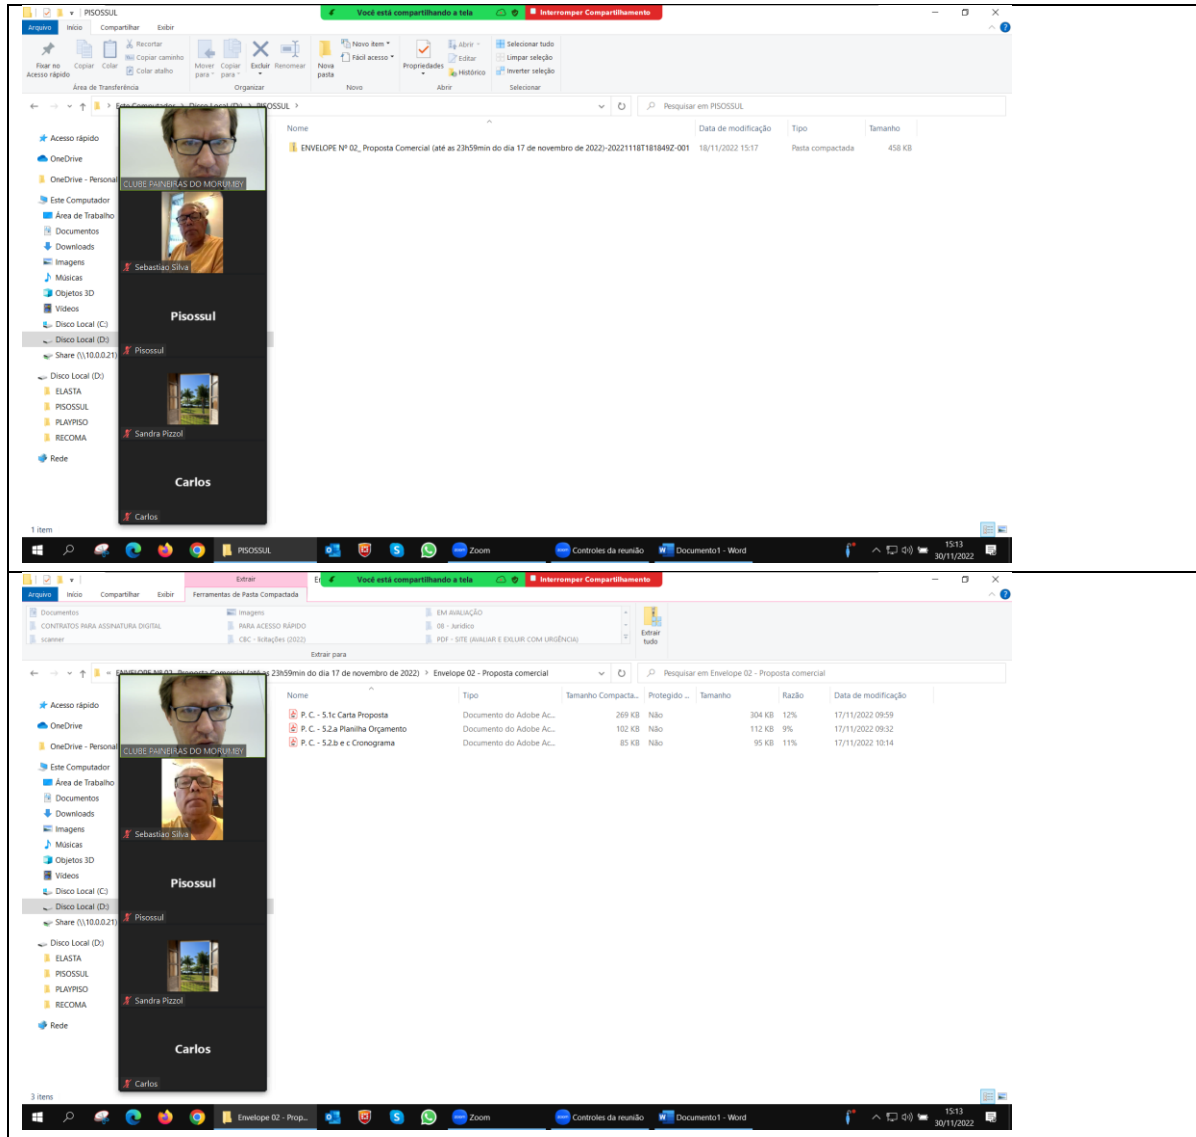 PISOSSUL
Você está compartilhando a tela
Interromper Compartilhamento
Arquivo Início Compartilhar Exibir
Fixar no Acesso rápido
Copiar
Colar
Recortar
Copiar caminho
Colar atalho
Mover para
Copiar para
Excluir
Renomear
Nova pasta
Novo item
Fácil acesso
Propriedades
Abrir
Editar
Histórico
Selecionar tudo
Limpar seleção
Inverter seleção
Área de Transferência Organizar Novo Abrir Selecionar
Este Computador > Disco Local (D:) > PISOSSUL >
Pesquisar em PISOSSUL
Nome Data de modificação Tipo Tamanho
ENVELOPE Nº 02_ Proposta Comercial (até as 23h59min do dia 17 de novembro de 2022)-20221118T181849Z-001 18/11/2022 15:17 Pasta compactada 458 KB
Acesso rápido
OneDrive
OneDrive - Personal
Este Computador
Área de Trabalho
Documentos
Downloads
Imagens
Músicas
Objetos 3D
Vídeos
Disco Local (C:)
Disco Local (D:)
Share (\\10.0.0.21)
Disco Local (D:)
ELASTA
PISOSSUL
PLAYPISO
RECOMA
Rede
CLUBE PAINEIRAS DO MORUMBY
Sebastiao Silva
Pisossul
Pisossul
Sandra Pizzol
Carlos
Carlos
1 item
PISOSSUL
Zoom
Controles da reunião
Documento1 - Word
15:13
30/11/2022
Extrair
Você está compartilhando a tela
Interromper Compartilhamento
Arquivo Início Compartilhar Exibir Ferramentas de Pasta Compactada
Documentos Imagens EM AVALIAÇÃO
CONTRATOS PARA ASSINATURA DIGITAL PARA ACESSO RÁPIDO 08 - Jurídico
scanner CBC - licitações (2022) PDF - SITE (AVALIAR E EXLUIR COM URGÊNCIA)
Extrair tudo
Extrair para
ENVELOPE Nº 02_ Proposta Comercial (até as 23h59min do dia 17 de novembro de 2022) > Envelope 02 - Proposta comercial
Pesquisar em Envelope 02 - Proposta comercial
Nome Tipo Tamanho Compacta... Protegido ... Tamanho Razão Data de modificação
P. C. - 5.1c Carta Proposta Documento do Adobe Ac... 269 KB Não 304 KB 12% 17/11/2022 09:59
P. C. - 5.2.a Planilha Orçamento Documento do Adobe Ac... 102 KB Não 112 KB 9% 17/11/2022 09:32
P. C. - 5.2.b e c Cronograma Documento do Adobe Ac... 85 KB Não 95 KB 11% 17/11/2022 10:14
Acesso rápido
OneDrive
OneDrive - Personal
Este Computador
Área de Trabalho
Documentos
Downloads
Imagens
Músicas
Objetos 3D
Vídeos
Disco Local (C:)
Disco Local (D:)
Share (\\10.0.0.21)
Disco Local (D:)
ELASTA
PISOSSUL
PLAYPISO
RECOMA
Rede
CLUBE PAINEIRAS DO MORUMBY
Sebastiao Silva
Pisossul
Pisossul
Sandra Pizzol
Carlos
Carlos
3 itens
Envelope 02 - Prop...
Zoom
Controles da reunião
Documento1 - Word
15:13
30/11/2022